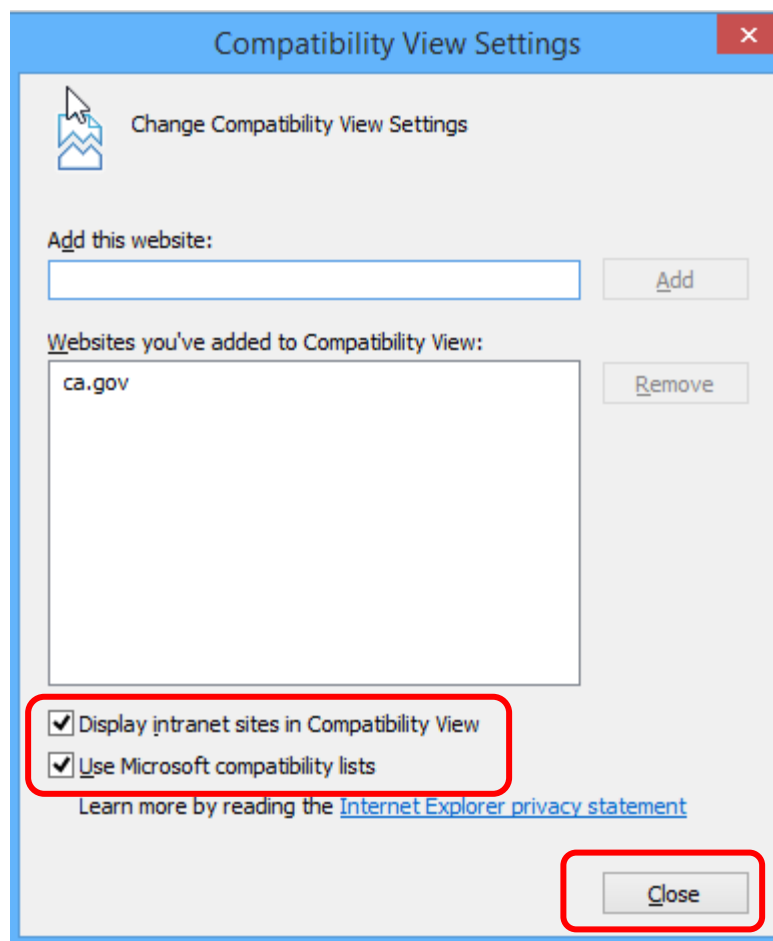 Compatibility View Settings
Change Compatibility View Settings
Add this website:
Add
Websites you've added to Compatibility View:
ca.gov
Remove
Display intranet sites in Compatibility View
Use Microsoft compatibility lists
Learn more by reading the Internet Explorer privacy statement
Close